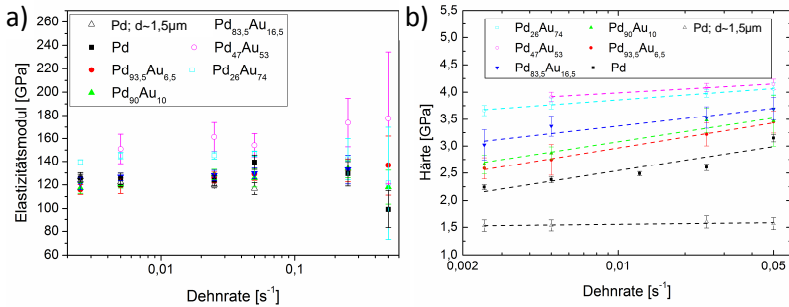 a)
Pd; d~1,5µm
Pd
Pd93,5Au6,5
Pd90Au10
Pd83,5Au16,5
Pd47Au53
Pd26Au74
Elastizitätsmodul [GPa]
260
240
220
200
180
160
140
120
100
80
60
0,01
0,1
Dehnrate [s-1]
b)
Pd26Au74
Pd47Au53
Pd83,5Au16,5
Pd90Au10
Pd93,5Au6,5
Pd
Pd; d~1,5µm
Härte [GPa]
5,5
5,0
4,5
4,0
3,5
3,0
2,5
2,0
1,5
1,0
0,002
0,01
0,05
Dehnrate [s-1]